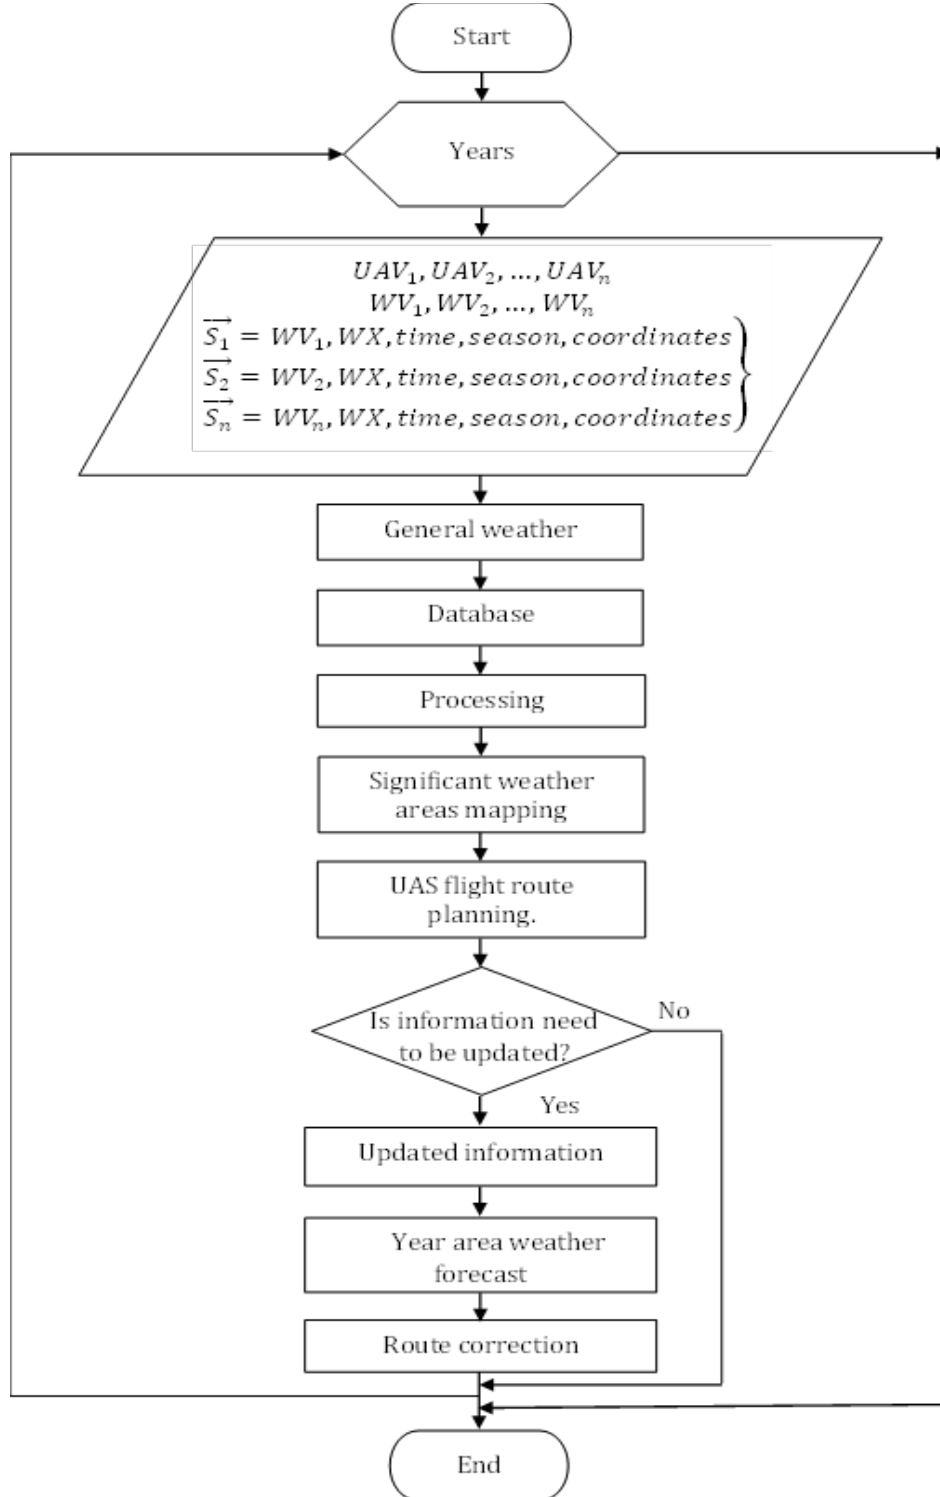 Start
Years
UAV₁, UAV₂, ..., UAVₙ
WV₁, WV₂, ..., WVₙ
S₁⃗ = WV₁, WX, time, season, coordinates
S₂⃗ = WV₂, WX, time, season, coordinates
Sₙ⃗ = WVₙ, WX, time, season, coordinates}
General weather
Database
Processing
Significant weather
areas mapping
UAS flight route
planning.
No
Is information need
to be updated?
Yes
Updated information
Year area weather
forecast
Route correction
End